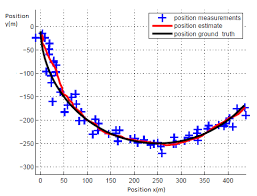 Position
y(m)
position measurements
position estimate
position ground truth
0
-50
-100
-150
-200
-250
-300
0 50 100 150 200 250 300 350 400
Position x(m)